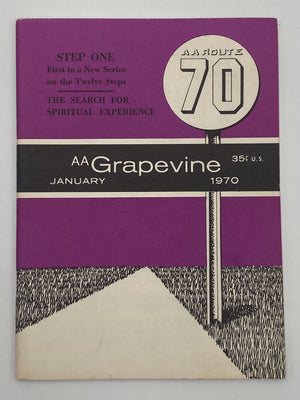 STEP ONE
First in a New Series
on the Twelve Steps
THE SEARCH FOR
SPIRITUAL EXPERIENCE
AA ROUTE
70
AA Grapevine 35¢ U.S.
JANUARY 1970